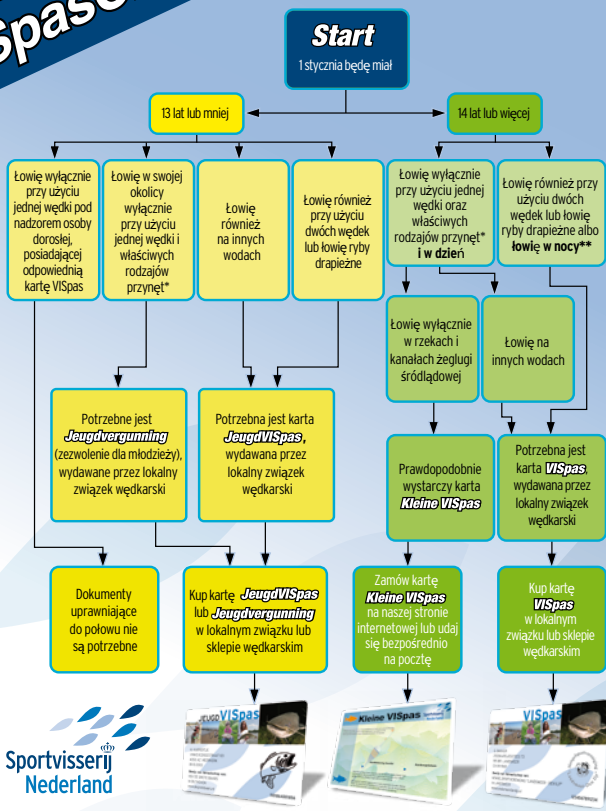 Spas
Start
1 stycznia będę miał
13 lat lub mniej
14 lat lub więcej
Łowię wyłącznie
przy użyciu
jednej wędki pod
nadzorem osoby
dorosłej,
posiadającej
odpowiednią
kartę VISpas
Łowię w swojej
okolicy
wyłącznie
przy użyciu
jednej wędki i
właściwych
rodzajów
przynęt*
Łowię
również
na innych
wodach
Łowię również
przy użyciu
dwóch wędek
lub łowię ryby
drapieżne
Łowię wyłącznie
przy użyciu jednej
wędki oraz
właściwych
rodzajów przynęt*
i w dzień
Łowię również przy
użyciu dwóch
wędek lub łowię
ryby drapieżne albo
łowię w nocy**
Łowię wyłącznie
w rzekach i
kanałach żeglugi
śródlądowej
Łowię na
innych wodach
Potrzebne jest
Jeugdvergunning
(zezwolenie dla młodzieży),
wydawane przez lokalny
związek wędkarski
Potrzebna jest karta
JeugdVISpas,
wydawana przez
lokalny związek
wędkarski
Prawdopodobnie
wystarczy karta
Kleine VISpas
Potrzebna jest
karta VISpas,
wydawana przez
lokalny związek
wędkarski
Dokumenty
uprawniające
do połowu nie
są potrzebne
Kup kartę JeugdVISpas
lub Jeugdvergunning
w lokalnym związku lub
sklepie wędkarskim
Zamów kartę
Kleine VISpas
na naszej stronie
internetowej lub udaj
się bezpośrednio
na pocztę
Kup kartę
VISpas
w lokalnym
związku lub sklepie
wędkarskim
Sportvisserij
Nederland
JEUGDVISpas
Kleine VISpas
VISpas